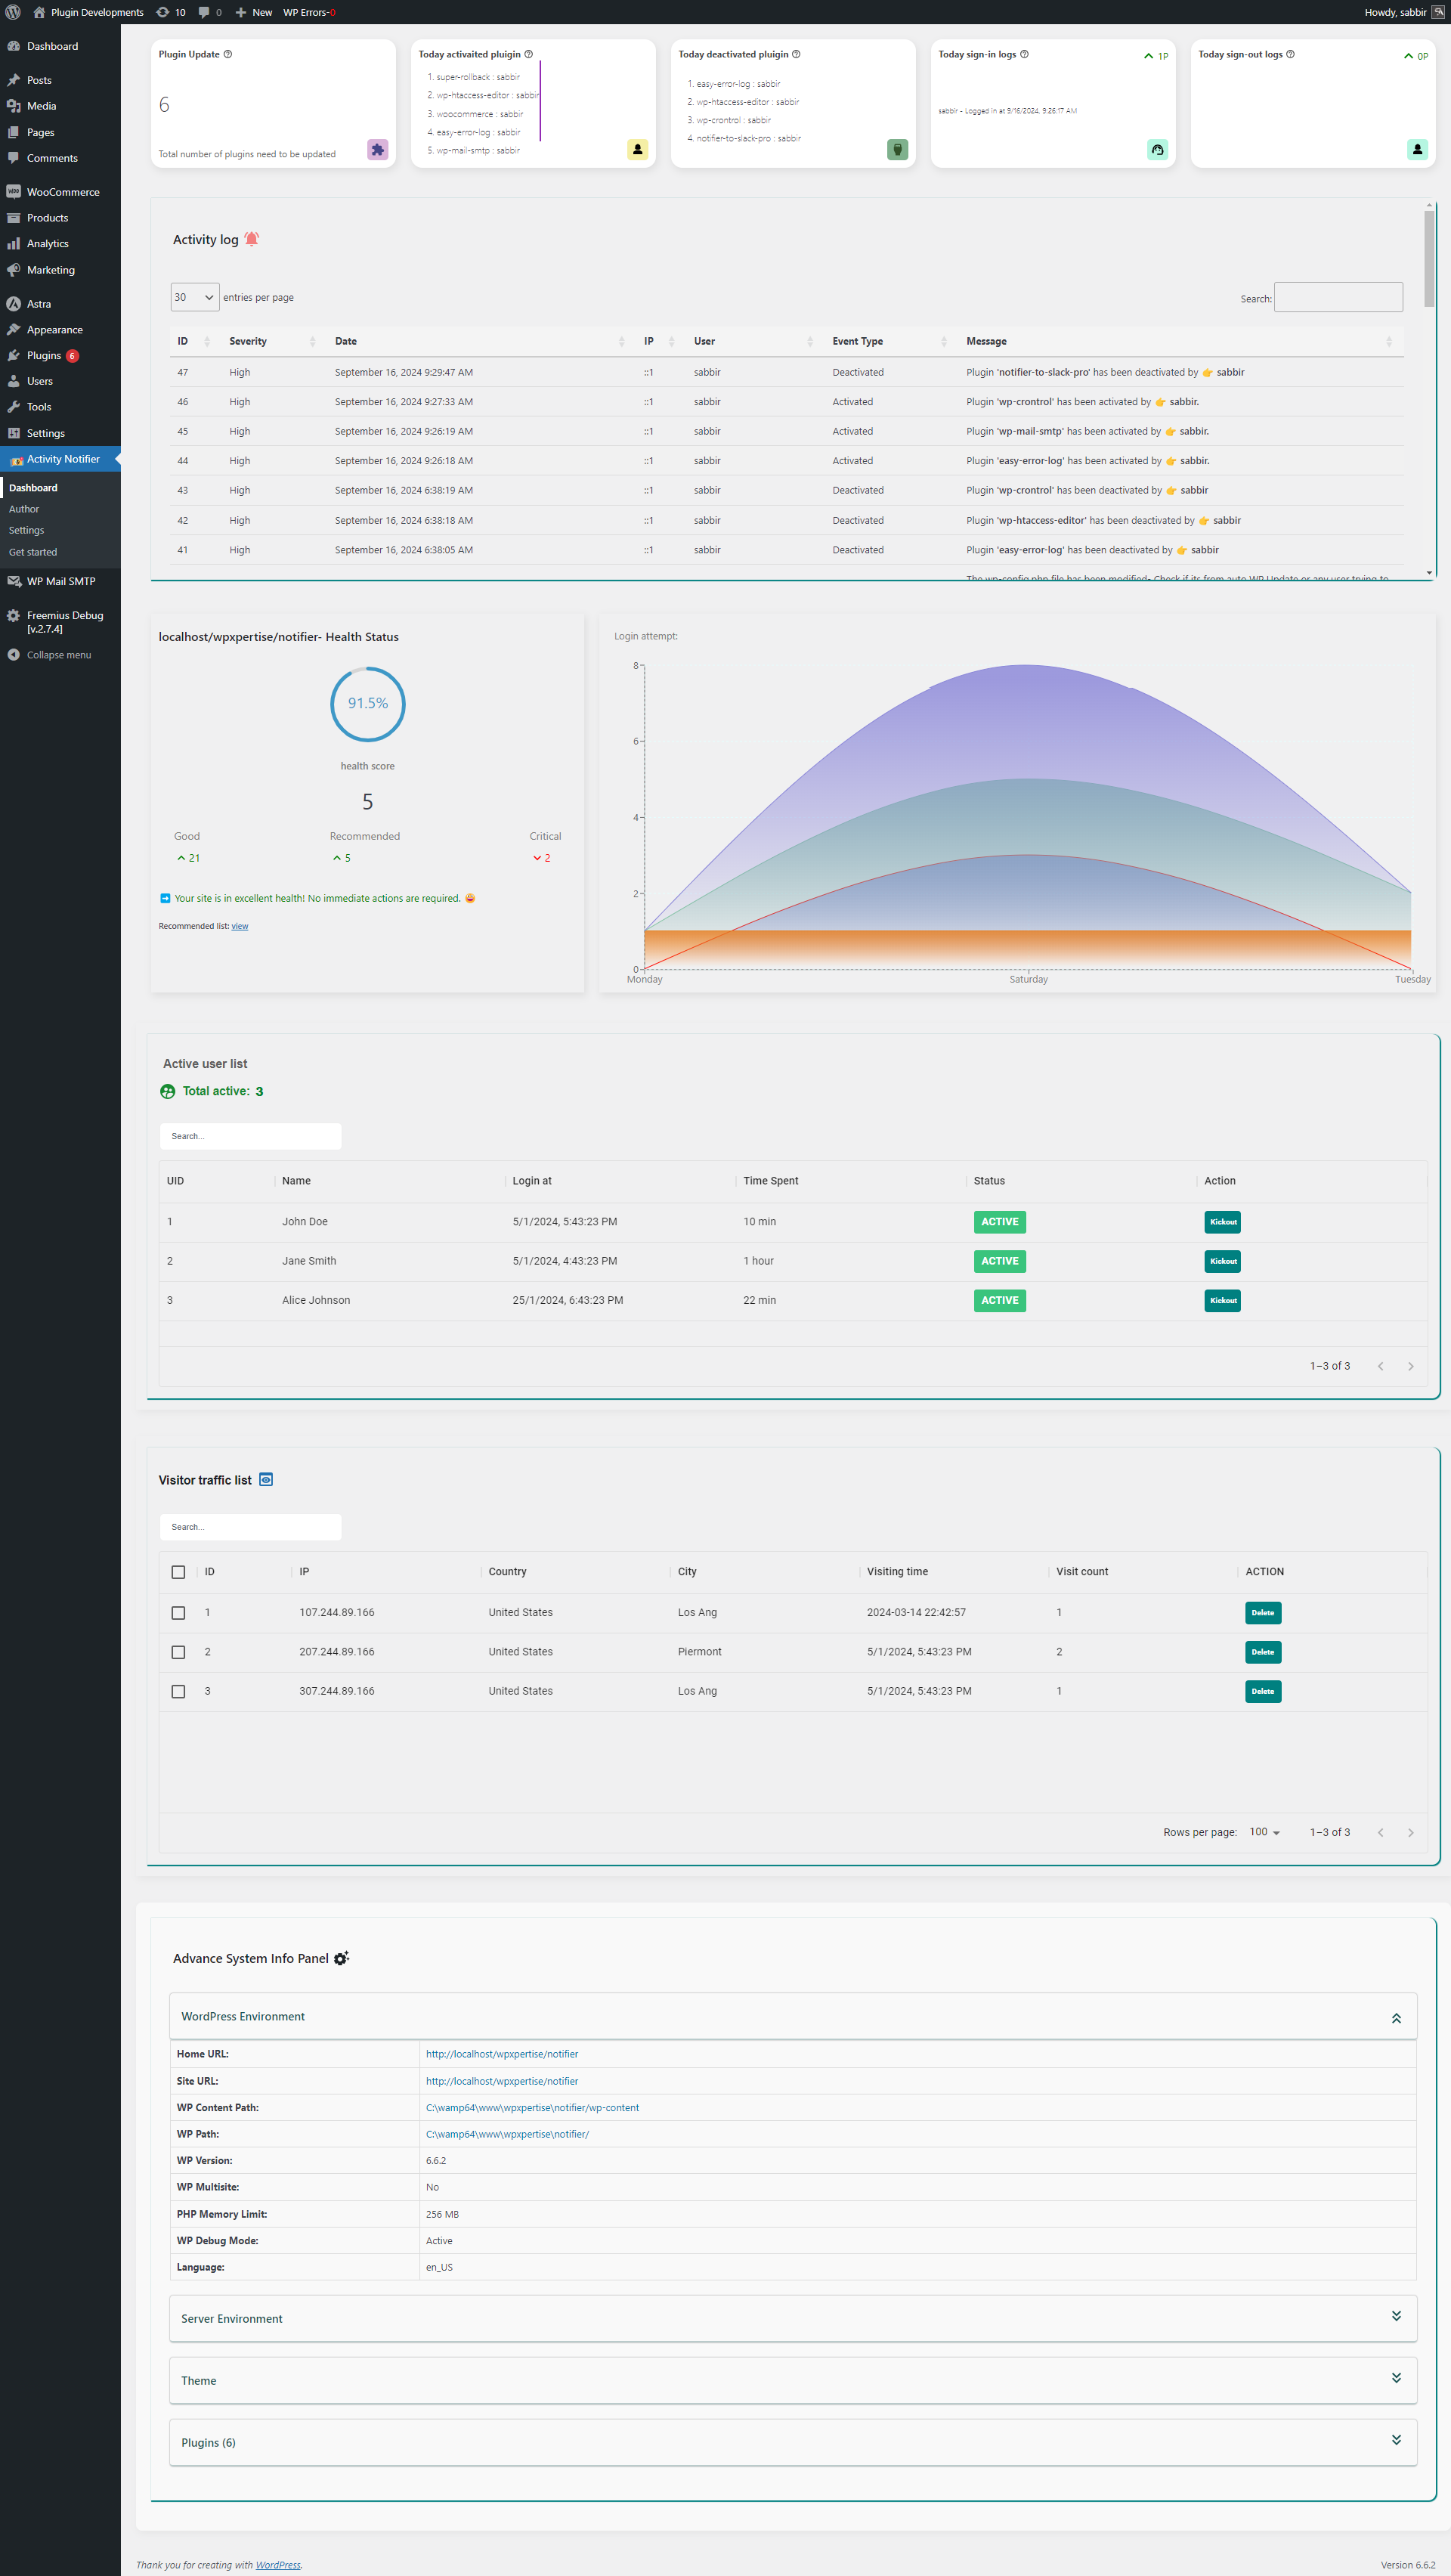 Plugin Developments 10 0 New WP Errors-0 Howdy, sabbir
Dashboard
Posts
Media
Pages
Comments
WooCommerce
Products
Analytics
Marketing
Astra
Appearance
Plugins 6
Users
Tools
Settings
Activity Notifier
Dashboard
Author
Settings
Get started
WP Mail SMTP
Freemius Debug
[v.2.7.4]
Collapse menu
Plugin Update
6
Total number of plugins need to be updated
Today activaited pluigin
1. super-rollback : sabbir
2. wp-htaccess-editor : sabbir
3. woocommerce : sabbir
4. easy-error-log : sabbir
5. wp-mail-smtp : sabbir
Today deactivated pluigin
1. easy-error-log : sabbir
2. wp-htaccess-editor : sabbir
3. wp-crontrol : sabbir
4. notifier-to-slack-pro : sabbir
Today sign-in logs 1P
sabbir - Logged In at 9/16/2024, 9:26:17 AM
Today sign-out logs 0P
Activity log
30 entries per page Search:
ID Severity Date IP User Event Type Message
47 High September 16, 2024 9:29:47 AM ::1 sabbir Deactivated Plugin 'notifier-to-slack-pro' has been deactivated by 👉 sabbir
46 High September 16, 2024 9:27:33 AM ::1 sabbir Activated Plugin 'wp-crontrol' has been activated by 👉 sabbir.
45 High September 16, 2024 9:26:19 AM ::1 sabbir Activated Plugin 'wp-mail-smtp' has been activated by 👉 sabbir.
44 High September 16, 2024 9:26:18 AM ::1 sabbir Activated Plugin 'easy-error-log' has been activated by 👉 sabbir.
43 High September 16, 2024 6:38:19 AM ::1 sabbir Deactivated Plugin 'wp-crontrol' has been deactivated by 👉 sabbir
42 High September 16, 2024 6:38:18 AM ::1 sabbir Deactivated Plugin 'wp-htaccess-editor' has been deactivated by 👉 sabbir
41 High September 16, 2024 6:38:05 AM ::1 sabbir Deactivated Plugin 'easy-error-log' has been deactivated by 👉 sabbir
The wp-config.php file has been modified- Check if its from auto WP Update or any user trying to
localhost/wpxpertise/notifier- Health Status
91.5%
health score
5
Good Recommended Critical
21 5 2
➡️ Your site is in excellent health! No immediate actions are required. 😀
Recommended list: view
Login attempt:
8
6
4
2
0
Monday Saturday Tuesday
Active user list
Total active: 3
Search...
UID Name Login at Time Spent Status Action
1 John Doe 5/1/2024, 5:43:23 PM 10 min ACTIVE Kickout
2 Jane Smith 5/1/2024, 4:43:23 PM 1 hour ACTIVE Kickout
3 Alice Johnson 25/1/2024, 6:43:23 PM 22 min ACTIVE Kickout
1–3 of 3
Visitor traffic list
Search...
ID IP Country City Visiting time Visit count ACTION
1 107.244.89.166 United States Los Ang 2024-03-14 22:42:57 1 Delete
2 207.244.89.166 United States Piermont 5/1/2024, 5:43:23 PM 2 Delete
3 307.244.89.166 United States Los Ang 5/1/2024, 5:43:23 PM 1 Delete
Rows per page: 100 1–3 of 3
Advance System Info Panel
WordPress Environment
Home URL: http://localhost/wpxpertise/notifier
Site URL: http://localhost/wpxpertise/notifier
WP Content Path: C:\wamp64\www\wpxpertise\notifier/wp-content
WP Path: C:\wamp64\www\wpxpertise\notifier/
WP Version: 6.6.2
WP Multisite: No
PHP Memory Limit: 256 MB
WP Debug Mode: Active
Language: en_US
Server Environment
Theme
Plugins (6)
Thank you for creating with WordPress. Version 6.6.2